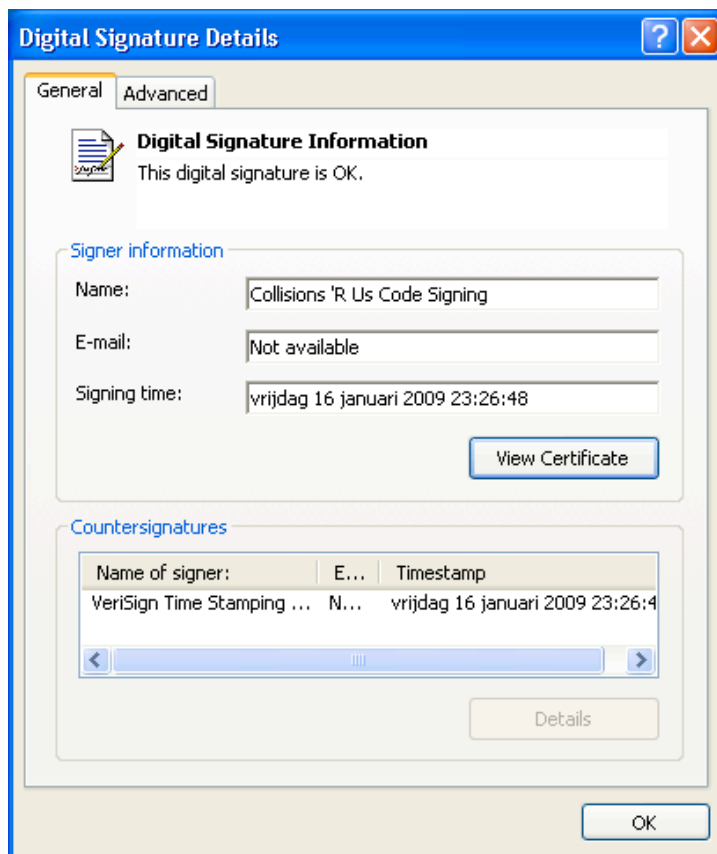 Digital Signature Details
General Advanced
Digital Signature Information
This digital signature is OK.
Signer information
Name: Collisions 'R Us Code Signing
E-mail: Not available
Signing time: vrijdag 16 januari 2009 23:26:48
View Certificate
Countersignatures
Name of signer: E... Timestamp
VeriSign Time Stamping ... N... vrijdag 16 januari 2009 23:26:4
Details
OK